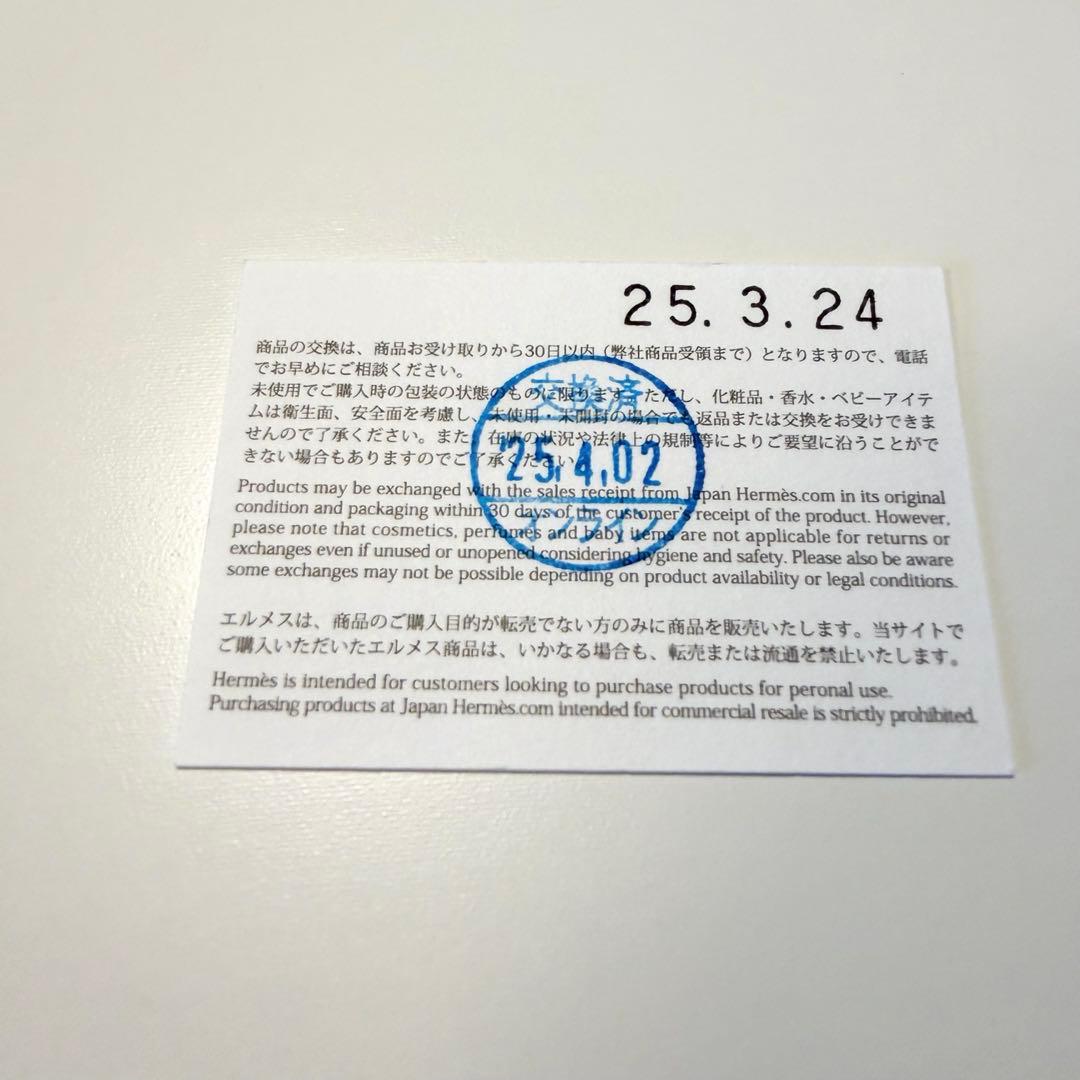 25. 3. 24
商品の交換は、商品お受け取りから30日以内（弊社商品受領まで）となりますので、電話
でお早めにご相談ください。
未使用でご購入時の包装の状態のものに限ります。ただし、化粧品・香水・ベビーアイテ
ムは衛生面、安全面を考慮し、未使用・未開封の場合でも返品または交換をお受けできま
せんので了承ください。また、在庫の状況や法律上の規制等によりご要望に沿うことがで
きない場合もありますのでご了承ください。
交換済
25.4.02
オンライン
Products may be exchanged with the sales receipt from Japan Hermès.com in its original
condition and packaging within 30 days of the customer's receipt of the product. However,
please note that cosmetics, perfumes and baby items are not applicable for returns or
exchanges even if unused or unopened considering hygiene and safety. Please also be aware
some exchanges may not be possible depending on product availability or legal conditions.
エルメスは、商品のご購入目的が転売でない方のみに商品を販売いたします。当サイトで
ご購入いただいたエルメス商品は、いかなる場合も、転売または流通を禁止いたします。
Hermès is intended for customers looking to purchase products for peronal use.
Purchasing products at Japan Hermès.com intended for commercial resale is strictly prohibited.